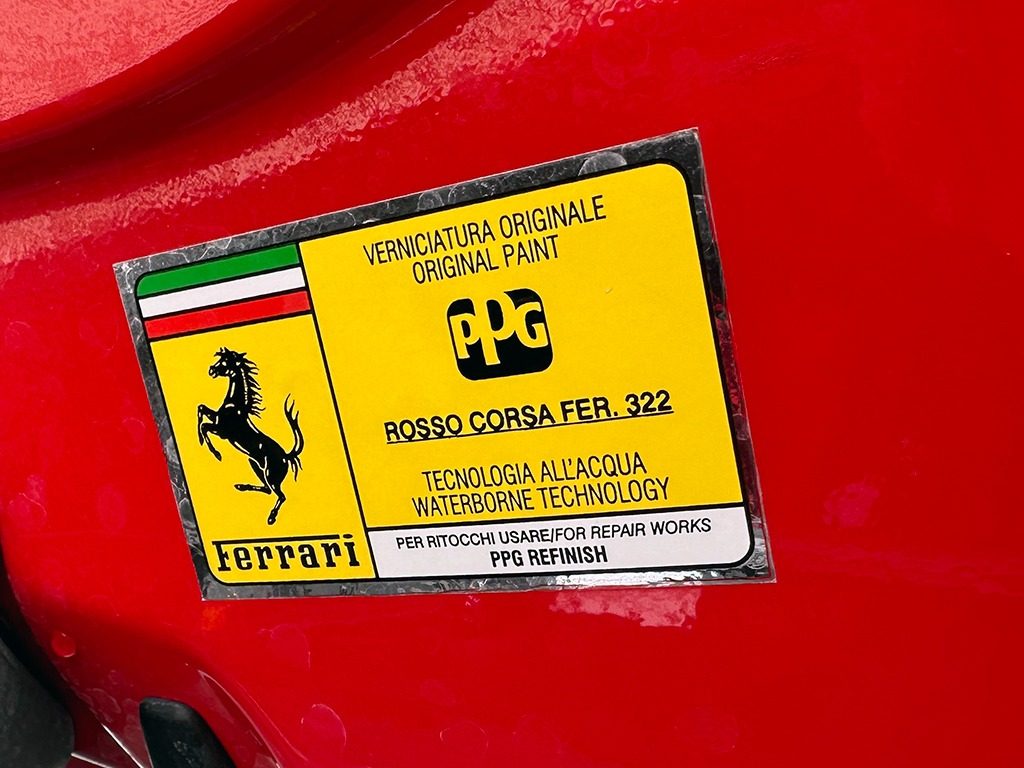 VERNICIATURA ORIGINALE
ORIGINAL PAINT
PPG
ROSSO CORSA FER. 322
TECNOLOGIA ALL'ACQUA
WATERBORNE TECHNOLOGY
Ferrari
PER RITOCCHI USARE/FOR REPAIR WORKS
PPG REFINISH